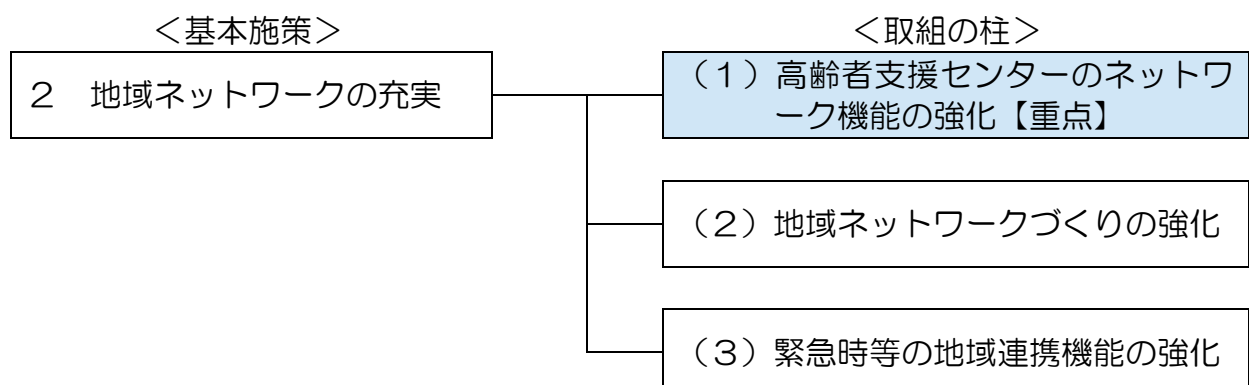 ＜基本施策＞
＜取組の柱＞
２　地域ネットワークの充実
（１）高齢者支援センターのネットワ
ーク機能の強化【重点】
（２）地域ネットワークづくりの強化
（３）緊急時等の地域連携機能の強化